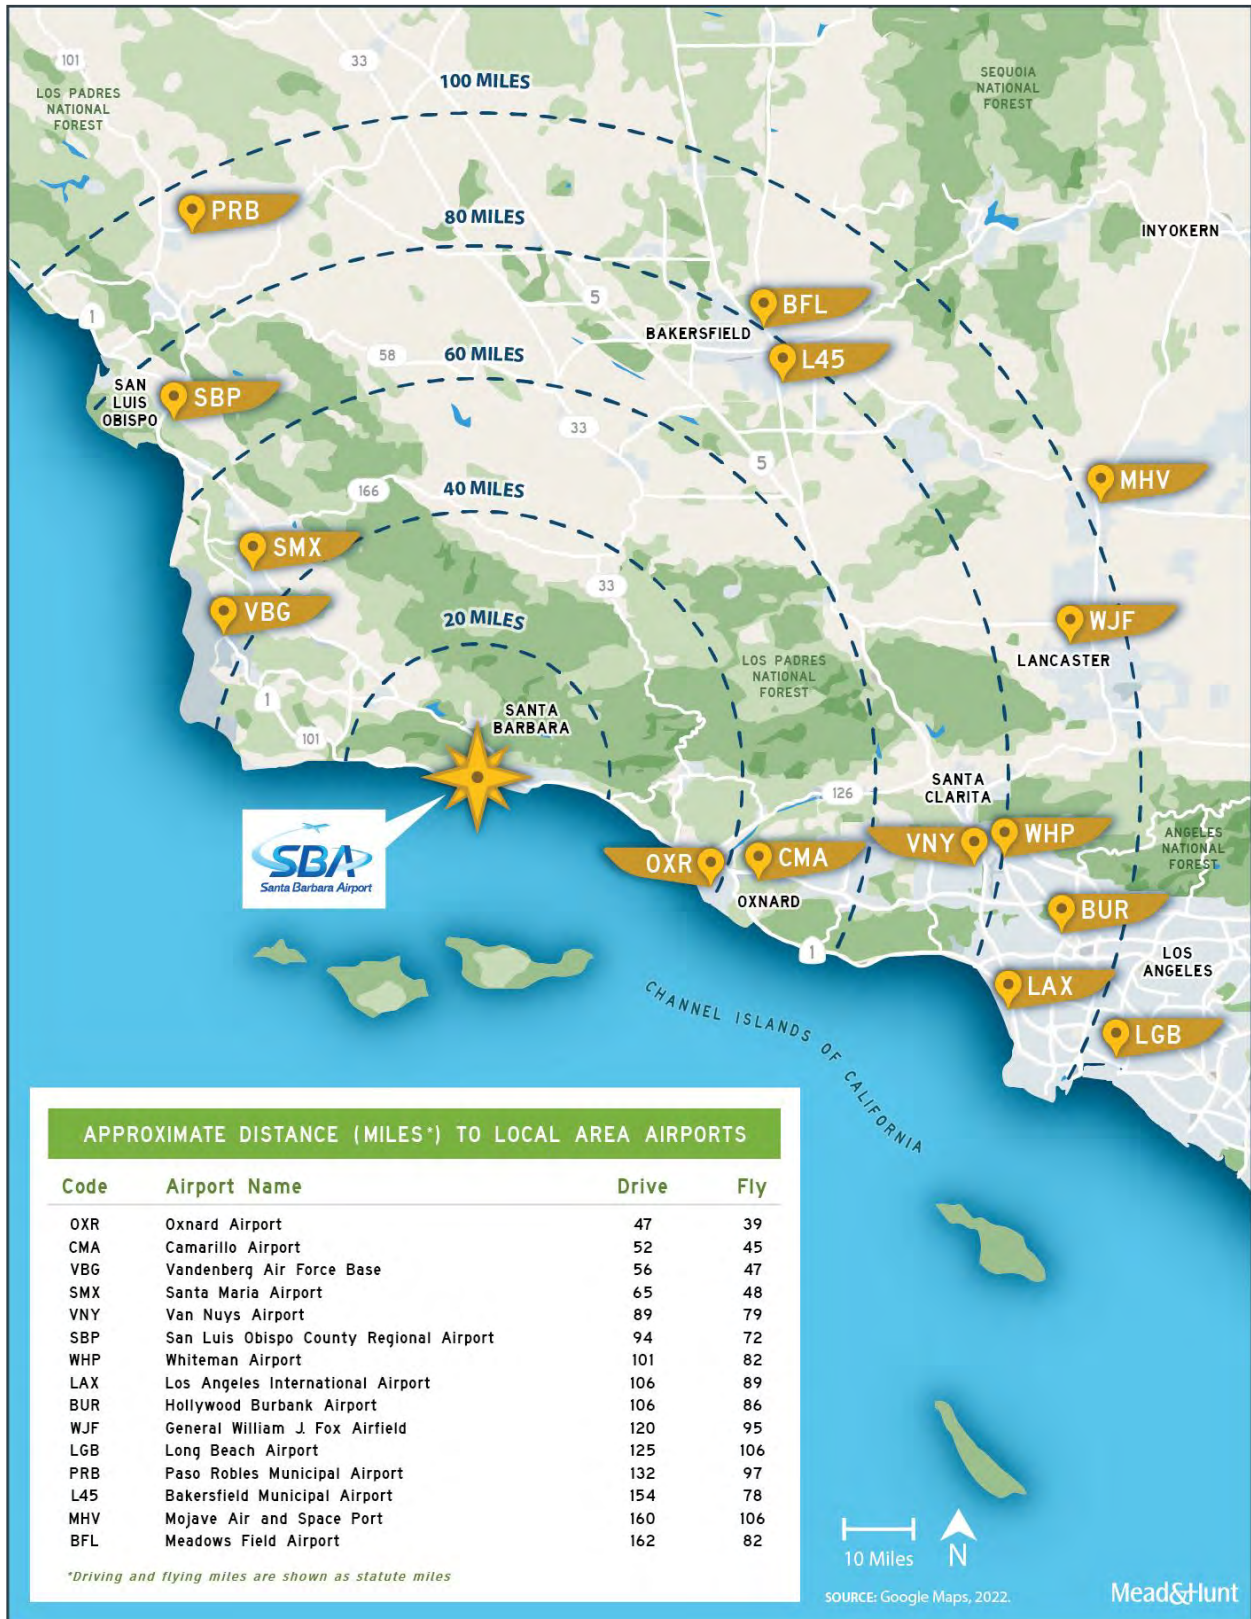 101
33
100 MILES
LOS PADRES
NATIONAL
FOREST
SEQUOIA
NATIONAL
FOREST
PRB
80 MILES
INYOKERN
1
5
BFL
BAKERSFIELD
58
60 MILES
L45
SAN
LUIS
OBISPO
SBP
33
5
166
40 MILES
MHV
SMX
33
VBG
20 MILES
WJF
LANCASTER
LOS PADRES
NATIONAL
FOREST
1
SANTA
BARBARA
101
SANTA
CLARITA
126
SBA
Santa Barbara Airport
OXR
CMA
VNY
WHP
ANGELES
NATIONAL
FOREST
OXNARD
BUR
1
LOS
ANGELES
LAX
CHANNEL ISLANDS OF CALIFORNIA
LGB
APPROXIMATE DISTANCE (MILES*) TO LOCAL AREA AIRPORTS
Code Airport Name Drive Fly
OXR Oxnard Airport 47 39
CMA Camarillo Airport 52 45
VBG Vandenberg Air Force Base 56 47
SMX Santa Maria Airport 65 48
VNY Van Nuys Airport 89 79
SBP San Luis Obispo County Regional Airport 94 72
WHP Whiteman Airport 101 82
LAX Los Angeles International Airport 106 89
BUR Hollywood Burbank Airport 106 86
WJF General William J. Fox Airfield 120 95
LGB Long Beach Airport 125 106
PRB Paso Robles Municipal Airport 132 97
L45 Bakersfield Municipal Airport 154 78
MHV Mojave Air and Space Port 160 106
BFL Meadows Field Airport 162 82
*Driving and flying miles are shown as statute miles
10 Miles
N
SOURCE: Google Maps, 2022.
Mead&Hunt